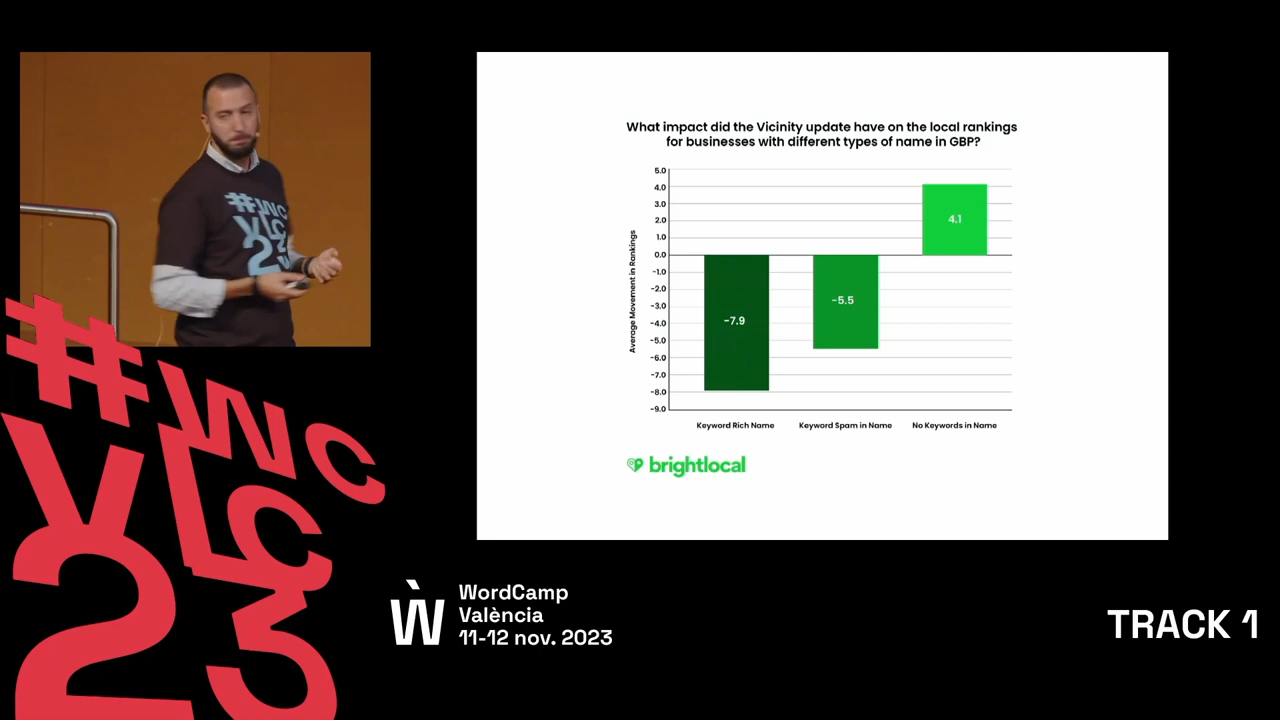 #WC
VLC
23
What impact did the Vicinity update have on the local rankings
for businesses with different types of name in GBP?
Average Movement in Rankings
5.0
4.0
3.0
2.0
1.0
0.0
-1.0
-2.0
-3.0
-4.0
-5.0
-6.0
-7.0
-8.0
-9.0
-7.9
-5.5
4.1
Keyword Rich Name
Keyword Spam in Name
No Keywords in Name
brightlocal
#WC
VLC
23
WordCamp
València
11-12 nov. 2023
TRACK 1